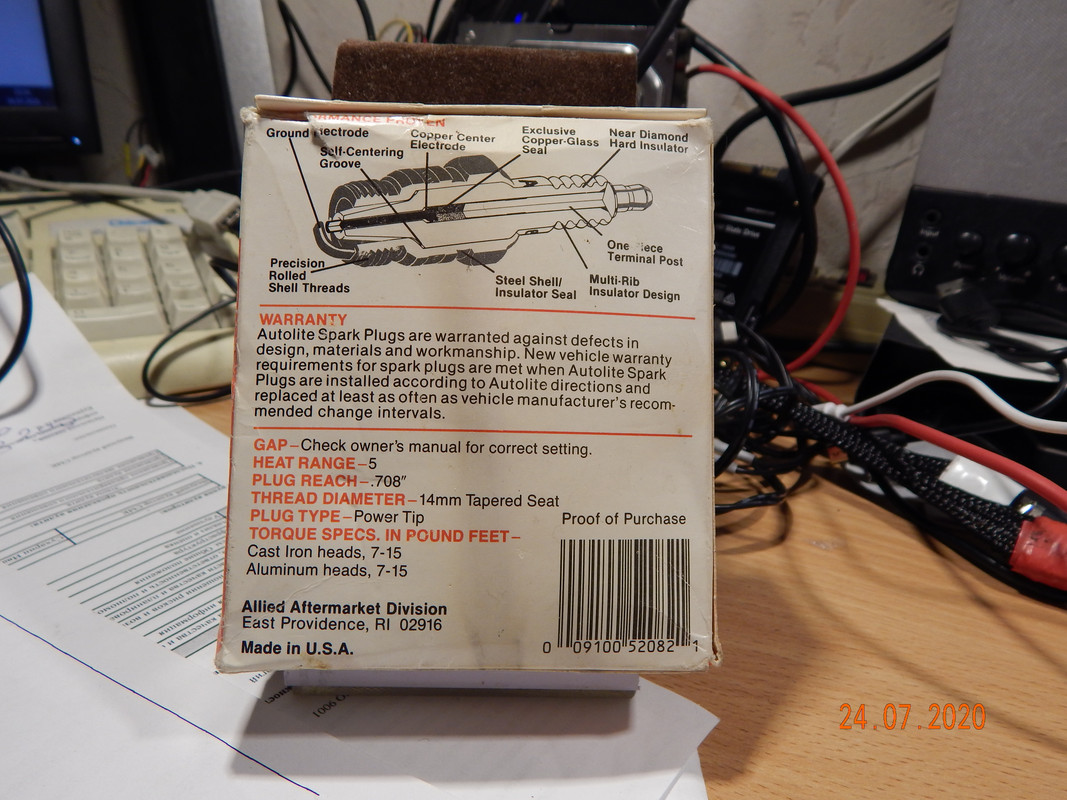 Ground
Copper Center
Electrode
Exclusive
Copper-Glass
Seal
Near Diamond
Hard Insulator
Self-Centering
Groove
Precision
Rolled
Shell Threads
Steel Shell/
Insulator Seal
One Piece
Terminal Post
Multi-Rib
Insulator Design
WARRANTY
Autolite Spark Plugs are warranted against defects in
design, materials and workmanship. New vehicle warranty
requirements for spark plugs are met when Autolite Spark
Plugs are installed according to Autolite directions and
replaced at least as often as vehicle manufacturer's recom-
mended change intervals.
GAP–Check owner's manual for correct setting.
HEAT RANGE–5
PLUG REACH–.708"
THREAD DIAMETER–14mm Tapered Seat
PLUG TYPE–Power Tip
TORQUE SPECS. IN POUND FEET–
Cast Iron heads, 7-15
Aluminum heads, 7-15
Proof of Purchase
Allied Aftermarket Division
East Providence, RI 02916
Made in U.S.A.
0 09100 52082 1
24.07.2020